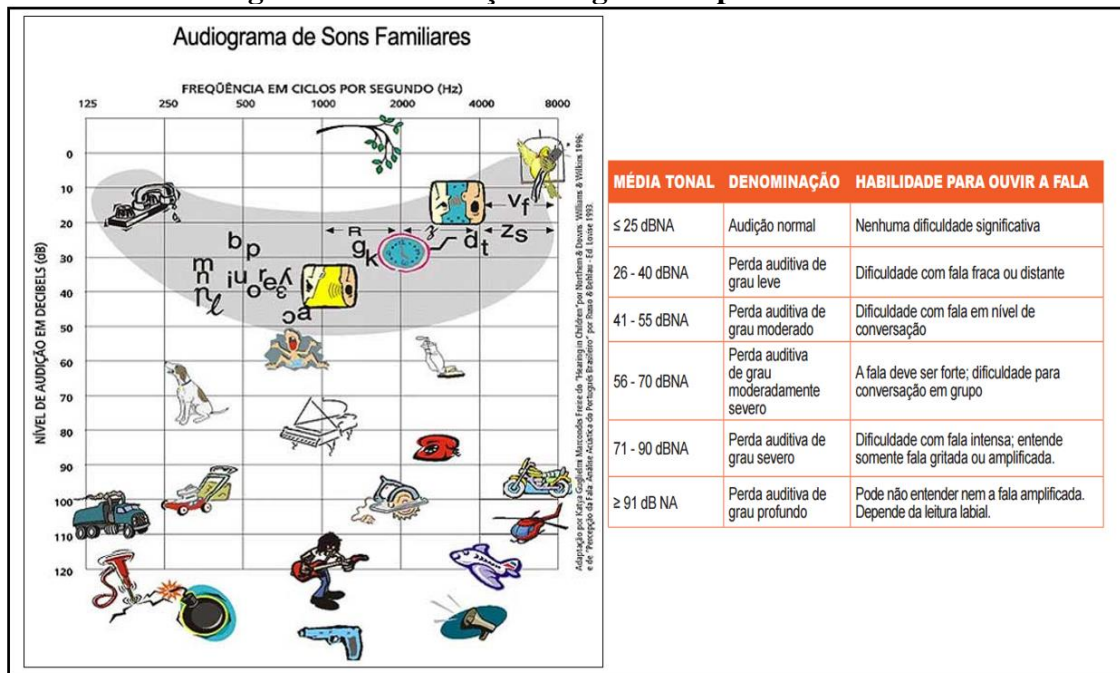 Audiograma de Sons Familiares
FREQÜÊNCIA EM CICLOS POR SEGUNDO (Hz)
125 250 500 1000 2000 4000 8000
NÍVEL DE AUDIÇÃO EM DECIBELS (dB)
0
10
20
30
40
50
60
70
80
90
100
110
120
v f
z s
d t
g k
b p
m
n
i u o r e
a
Adaptação por Katya Guglielmi Marcondes Freire do "Hearing in Children" por Northern & Downs. Williams & Wilkins 1996;
e de "Percepção da Fala: Análise Acústica do Português Brasileiro" por Russo & Behlau - Ed. Lovise 1993.
MÉDIA TONAL DENOMINAÇÃO HABILIDADE PARA OUVIR A FALA
≤ 25 dBNA Audição normal Nenhuma dificuldade significativa
26 - 40 dBNA Perda auditiva de grau leve Dificuldade com fala fraca ou distante
41 - 55 dBNA Perda auditiva de grau moderado Dificuldade com fala em nível de conversação
56 - 70 dBNA Perda auditiva de grau moderadamente severo A fala deve ser forte; dificuldade para conversação em grupo
71 - 90 dBNA Perda auditiva de grau severo Dificuldade com fala intensa; entende somente fala gritada ou amplificada.
≥ 91 dB NA Perda auditiva de grau profundo Pode não entender nem a fala amplificada. Depende da leitura labial.